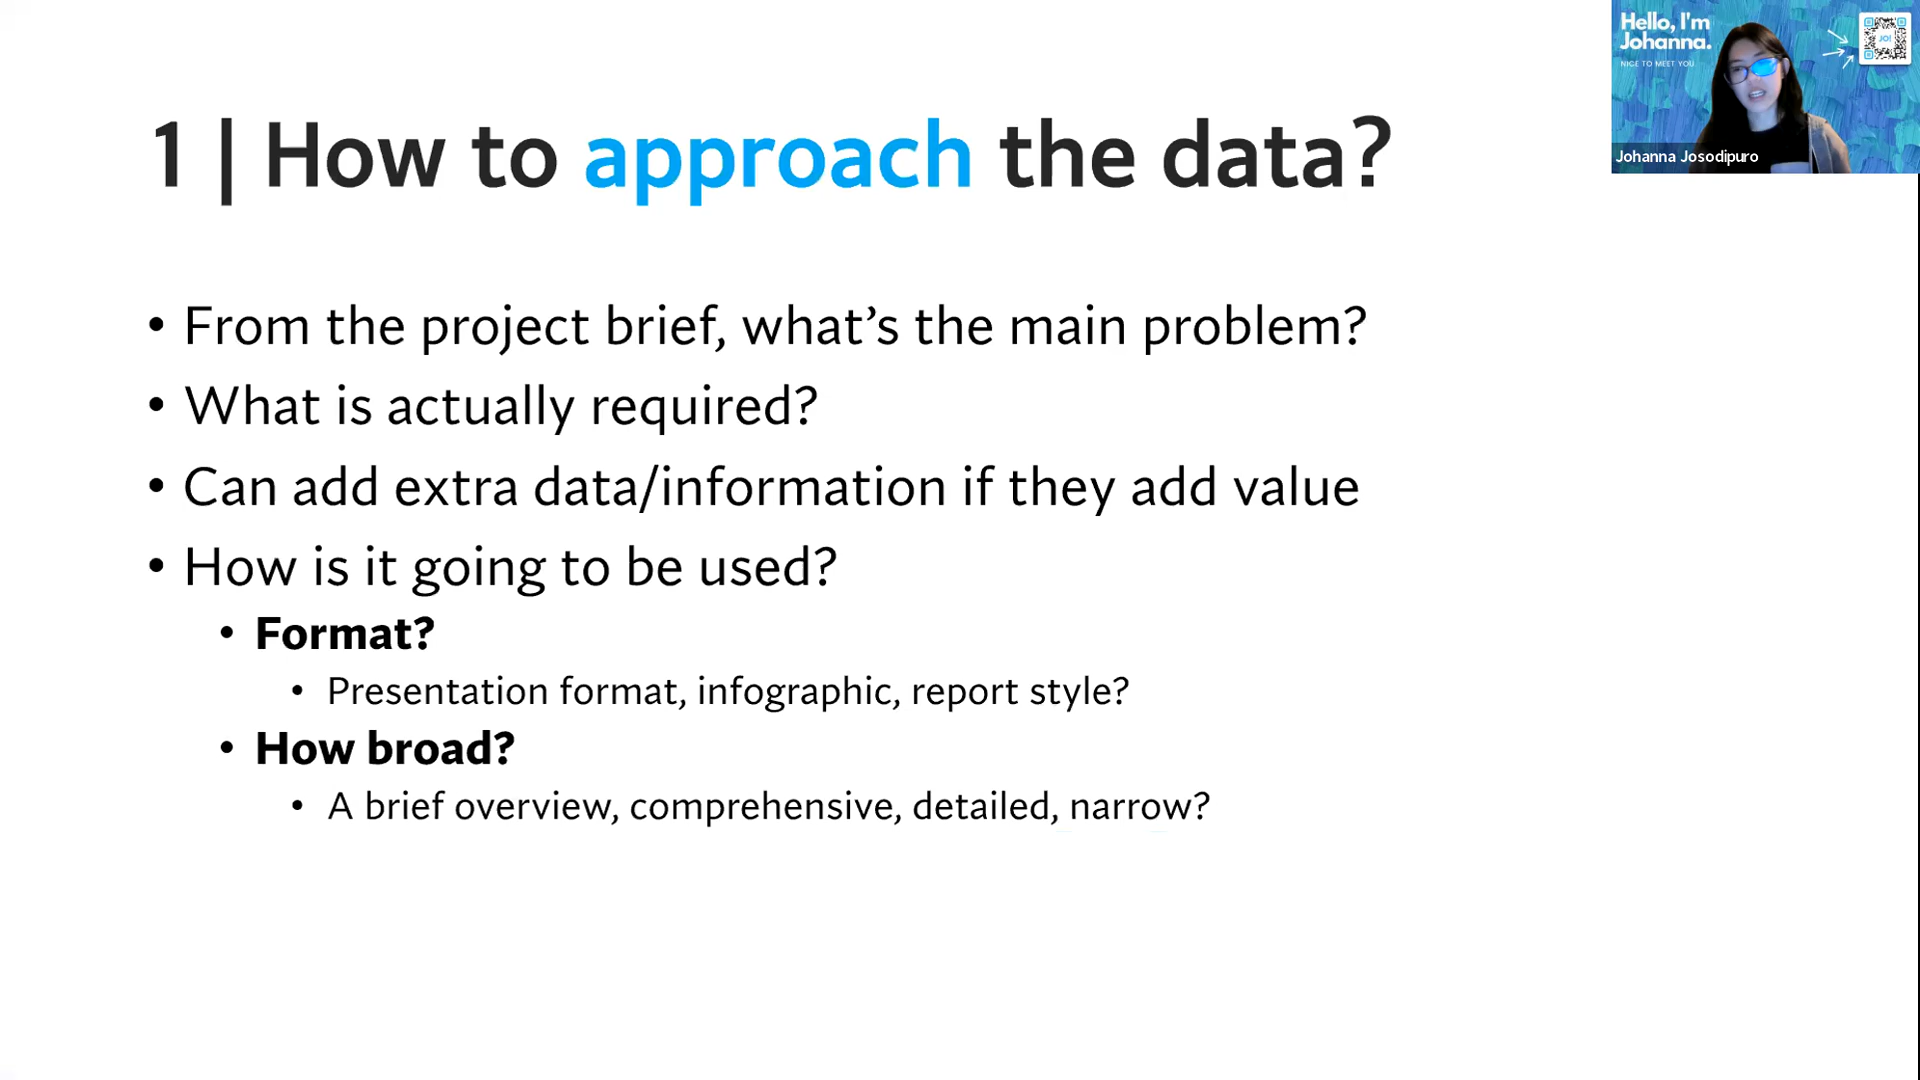 Hello, I'm
Johanna.
NICE TO MEET YOU
JO!
Johanna Josodipuro
1 | How to approach the data?
• From the project brief, what’s the main problem?
• What is actually required?
• Can add extra data/information if they add value
• How is it going to be used?
• Format?
• Presentation format, infographic, report style?
• How broad?
• A brief overview, comprehensive, detailed, narrow?